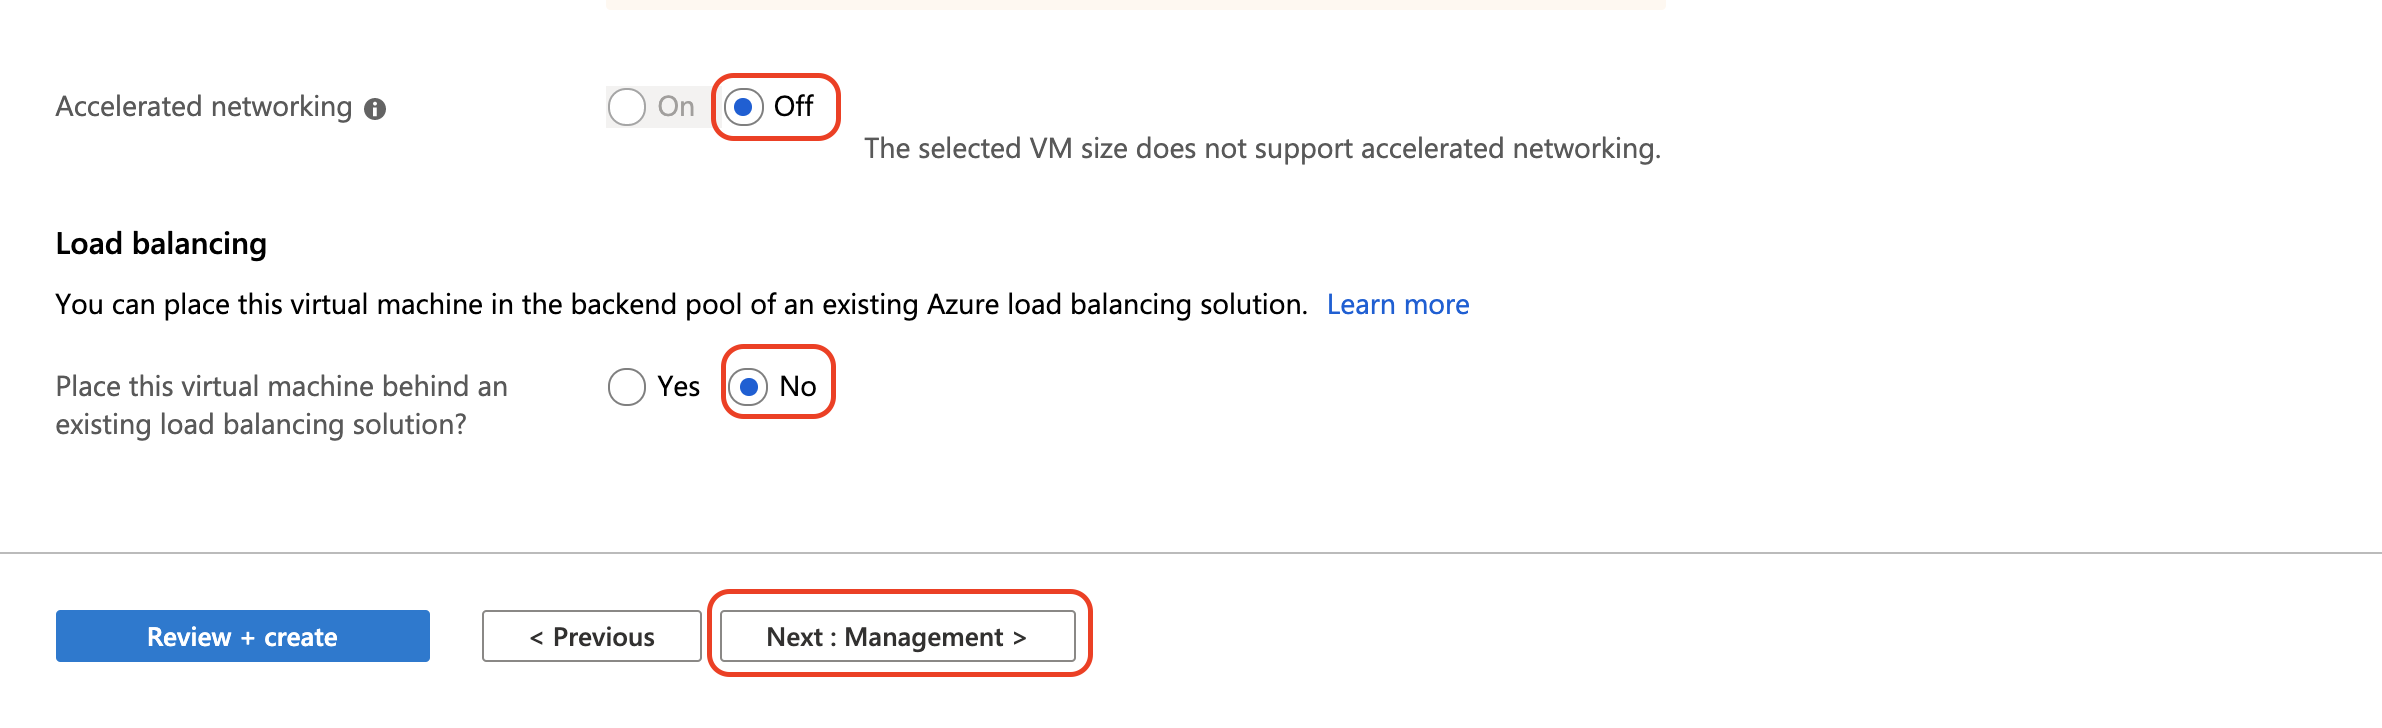 Accelerated networking
On
Off
The selected VM size does not support accelerated networking.
Load balancing
You can place this virtual machine in the backend pool of an existing Azure load balancing solution. Learn more
Place this virtual machine behind an
existing load balancing solution?
Yes
No
Review + create
< Previous
Next : Management >